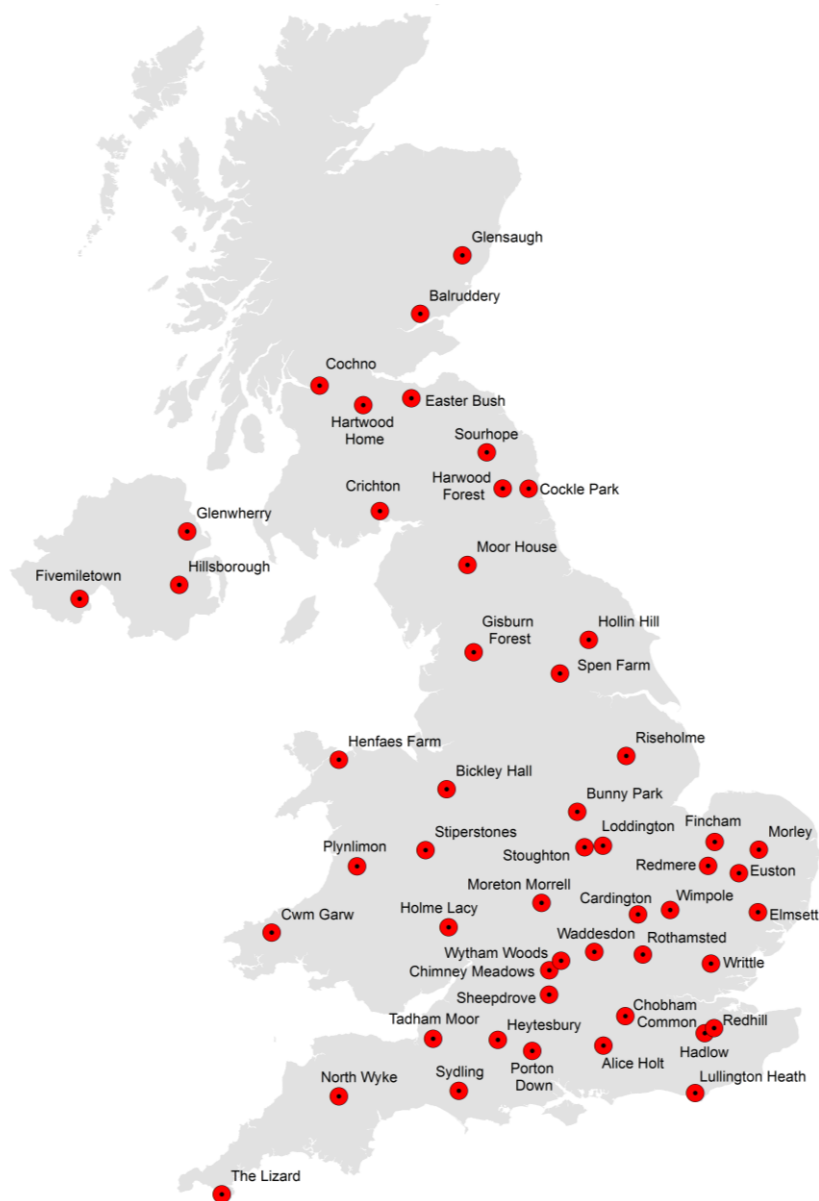 Glensaugh
Balruddery
Cochno
Easter Bush
Hartwood
Home
Sourhope
Harwood
Forest
Cockle Park
Crichton
Glenwherry
Moor House
Hillsborough
Fivemiletown
Hollin Hill
Gisburn
Forest
Spen Farm
Riseholme
Henfaes Farm
Bickley Hall
Bunny Park
Fincham
Loddington
Morley
Stiperstones
Stoughton
Plynlimon
Redmere
Euston
Moreton Morrell
Cardington
Wimpole
Holme Lacy
Elmsett
Cwm Garw
Waddesdon
Rothamsted
Wytham Woods
Chimney Meadows
Writtle
Sheepdrove
Chobham
Common
Redhill
Tadham Moor
Heytesbury
Hadlow
Alice Holt
Porton
Down
Sydling
North Wyke
Lullington Heath
The Lizard